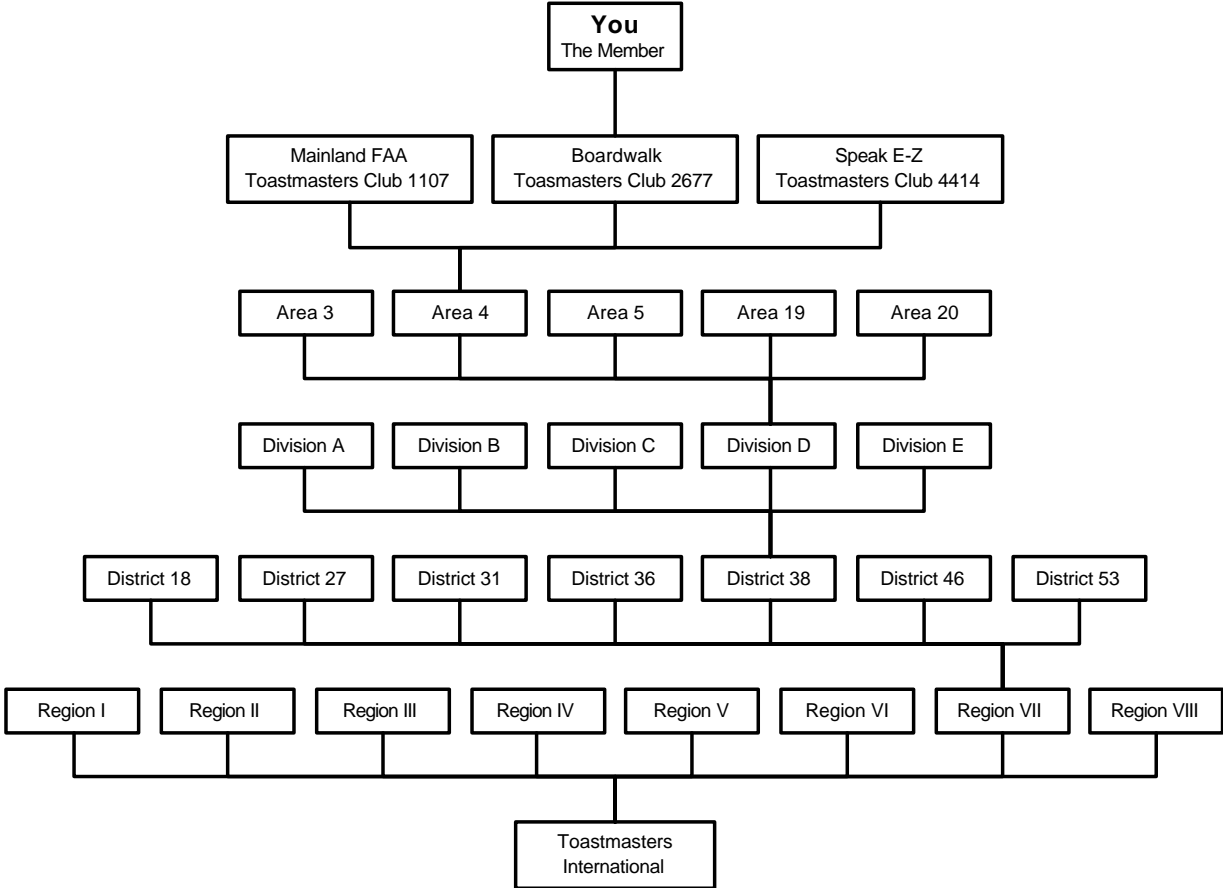 You
The Member
Mainland FAA
Toastmasters Club 1107
Boardwalk
Toasmasters Club 2677
Speak E-Z
Toastmasters Club 4414
Area 3
Area 4
Area 5
Area 19
Area 20
Division A
Division B
Division C
Division D
Division E
District 18
District 27
District 31
District 36
District 38
District 46
District 53
Region I
Region II
Region III
Region IV
Region V
Region VI
Region VII
Region VIII
Toastmasters
International